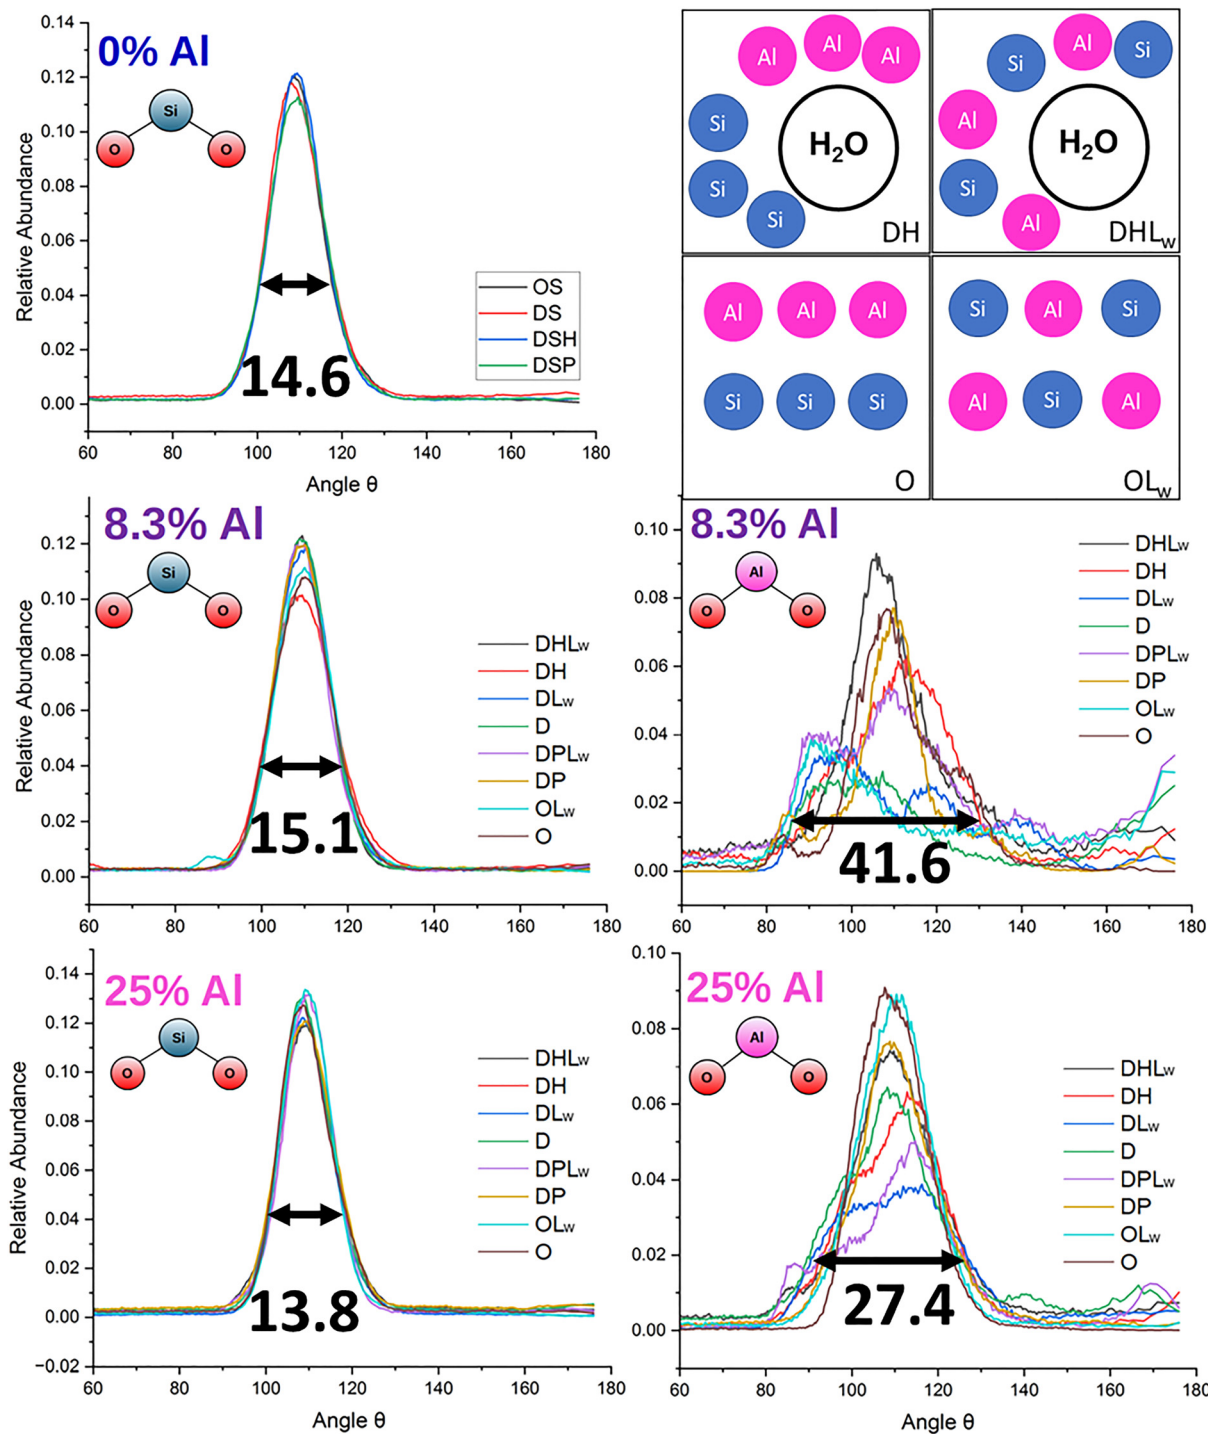 0% Al
Si
O O
Relative Abundance
0.14
0.12
0.10
0.08
0.06
0.04
0.02
0.00
14.6
OS
DS
DSH
DSP
60 80 100 120 140 160 180
Angle θ
Al Al Al
Si
Si
Si
H2O
DH
Si Al Si
Al
Si
Al
H2O
DHLw
Al Al Al
Si Si Si
O
Si Al Si
Al Si Al
OLw
8.3% Al
Si
O O
Relative Abundance
0.12
0.10
0.08
0.06
0.04
0.02
0.00
15.1
DHLw
DH
DLw
D
DPLw
DP
OLw
O
60 80 100 120 140 160 180
8.3% Al
Al
O O
0.10
0.08
0.06
0.04
0.02
0.00
41.6
DHLw
DH
DLw
D
DPLw
DP
OLw
O
60 80 100 120 140 160 180
25% Al
Si
O O
Relative Abundance
0.14
0.12
0.10
0.08
0.06
0.04
0.02
0.00
−0.02
13.8
DHLw
DH
DLw
D
DPLw
DP
OLw
O
60 80 100 120 140 160 180
Angle θ
25% Al
Al
O O
0.10
0.08
0.06
0.04
0.02
0.00
27.4
DHLw
DH
DLw
D
DPLw
DP
OLw
O
60 80 100 120 140 160 180
Angle θ